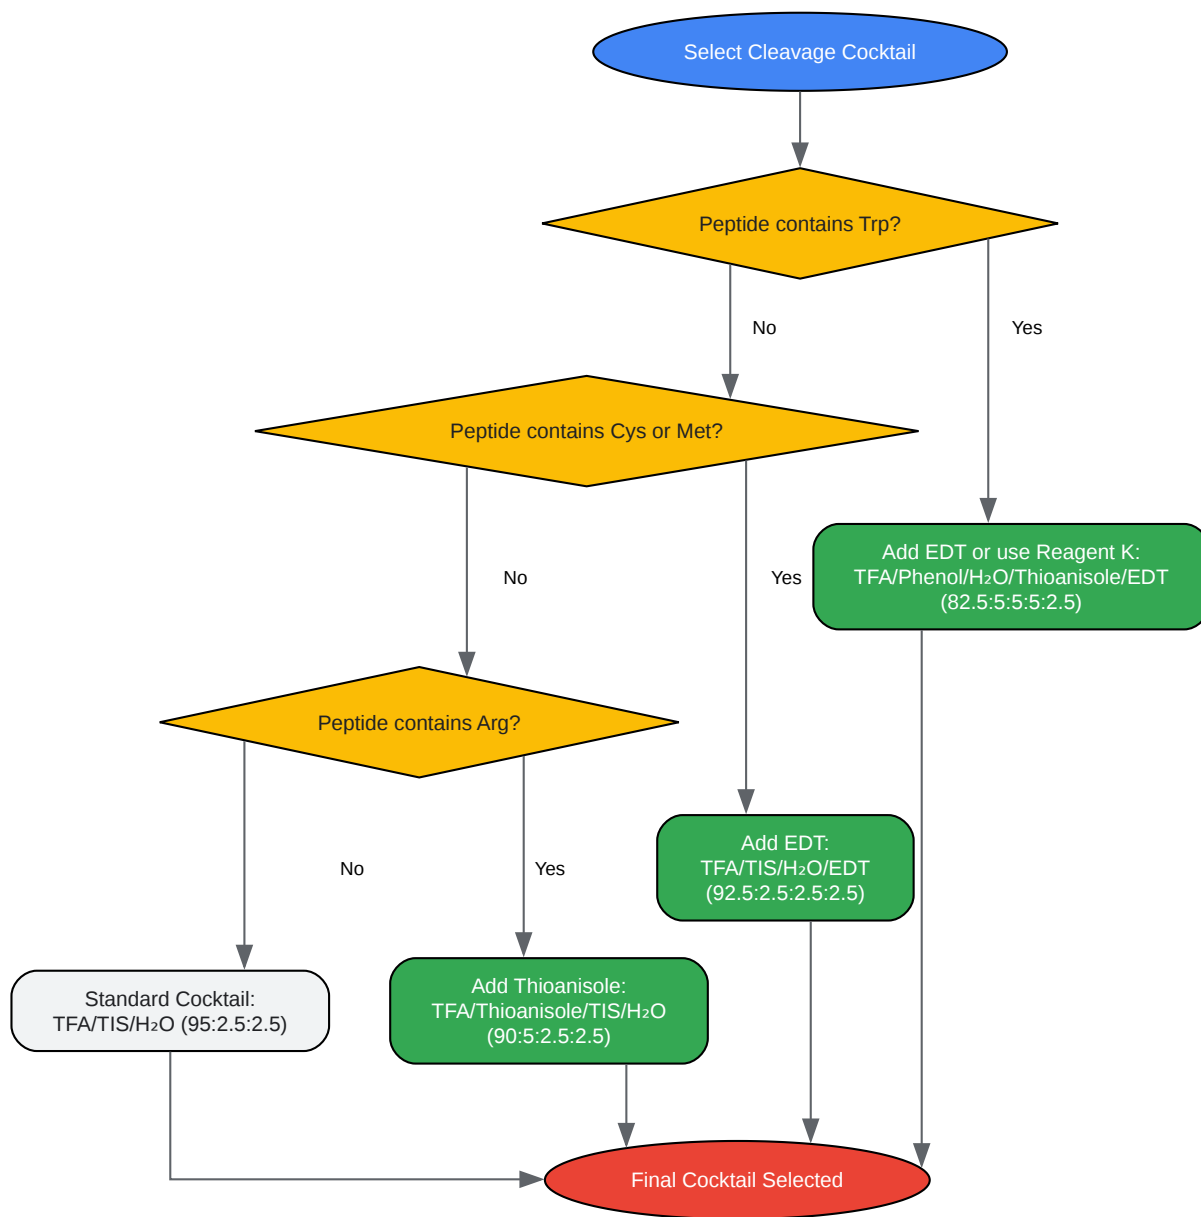 Select Cleavage Cocktail
Peptide contains Trp?
No
Yes
Peptide contains Cys or Met?
Add EDT or use Reagent K:
TFA/Phenol/H₂O/Thioanisole/EDT
(82.5:5:5:5:2.5)
No
Yes
Peptide contains Arg?
Add EDT:
TFA/TIS/H₂O/EDT
(92.5:2.5:2.5:2.5)
No
Yes
Standard Cocktail:
TFA/TIS/H₂O (95:2.5:2.5)
Add Thioanisole:
TFA/Thioanisole/TIS/H₂O
(90:5:2.5:2.5)
Final Cocktail Selected